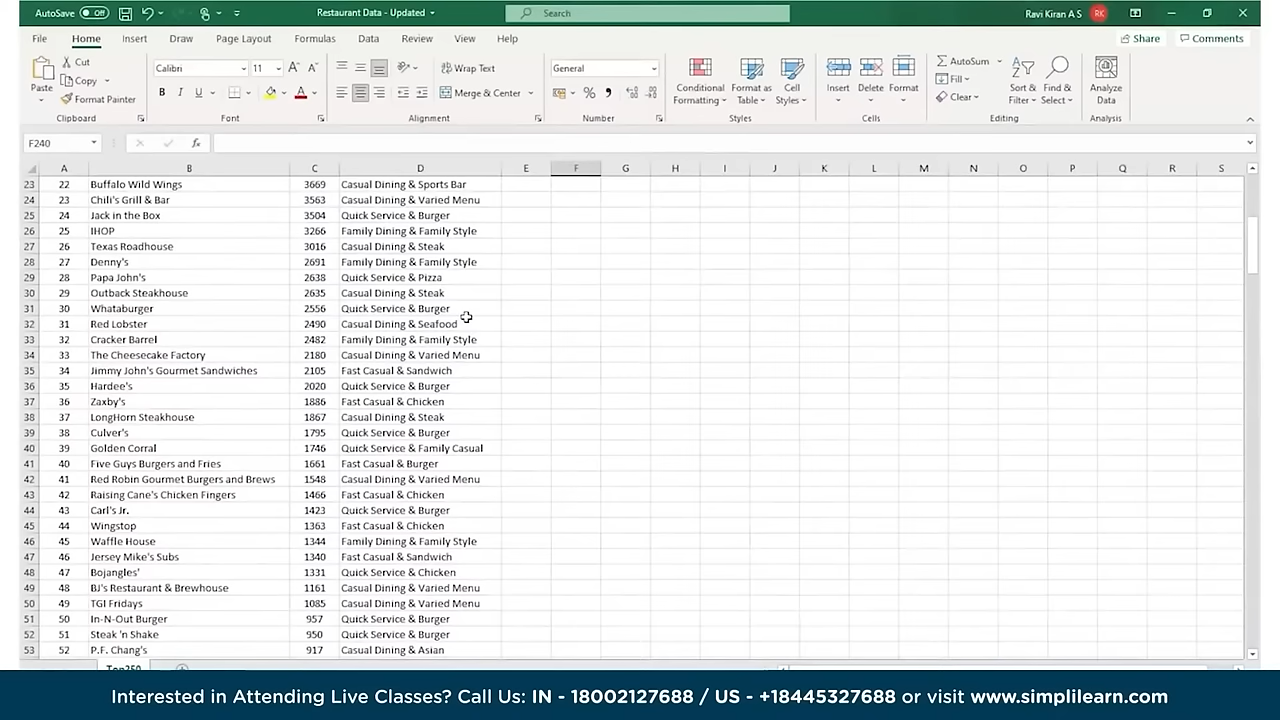 AutoSave Off Restaurant Data - Updated Search Ravi Kiran A S RK
File Home Insert Draw Page Layout Formulas Data Review View Help Share Comments
Paste Cut Copy Format Painter Clipboard
Calibri 11 B I U A Font
Wrap Text Merge & Center Alignment
General % Number
Conditional Formatting Format as Table Cell Styles Styles
Insert Delete Format Cells
AutoSum Fill Clear Sort & Filter Find & Select Editing
Analyze Data Analysis
F240 fx
A B C D E F G H I J K L M N O P Q R S
23 22 Buffalo Wild Wings 3669 Casual Dining & Sports Bar
24 23 Chili's Grill & Bar 3563 Casual Dining & Varied Menu
25 24 Jack in the Box 3504 Quick Service & Burger
26 25 IHOP 3266 Family Dining & Family Style
27 26 Texas Roadhouse 3016 Casual Dining & Steak
28 27 Denny's 2691 Family Dining & Family Style
29 28 Papa John's 2638 Quick Service & Pizza
30 29 Outback Steakhouse 2635 Casual Dining & Steak
31 30 Whataburger 2556 Quick Service & Burger
32 31 Red Lobster 2490 Casual Dining & Seafood
33 32 Cracker Barrel 2482 Family Dining & Family Style
34 33 The Cheesecake Factory 2180 Casual Dining & Varied Menu
35 34 Jimmy John's Gourmet Sandwiches 2105 Fast Casual & Sandwich
36 35 Hardee's 2020 Quick Service & Burger
37 36 Zaxby's 1886 Fast Casual & Chicken
38 37 LongHorn Steakhouse 1867 Casual Dining & Steak
39 38 Culver's 1795 Quick Service & Burger
40 39 Golden Corral 1746 Quick Service & Family Casual
41 40 Five Guys Burgers and Fries 1661 Fast Casual & Burger
42 41 Red Robin Gourmet Burgers and Brews 1548 Casual Dining & Varied Menu
43 42 Raising Cane's Chicken Fingers 1466 Fast Casual & Chicken
44 43 Carl's Jr. 1423 Quick Service & Burger
45 44 Wingstop 1363 Fast Casual & Chicken
46 45 Waffle House 1344 Family Dining & Family Style
47 46 Jersey Mike's Subs 1340 Fast Casual & Sandwich
48 47 Bojangles' 1331 Quick Service & Chicken
49 48 BJ's Restaurant & Brewhouse 1161 Casual Dining & Varied Menu
50 49 TGI Fridays 1085 Casual Dining & Varied Menu
51 50 In-N-Out Burger 957 Quick Service & Burger
52 51 Steak 'n Shake 950 Quick Service & Burger
53 52 P.F. Chang's 917 Casual Dining & Asian
Top250
Interested in Attending Live Classes? Call Us: IN - 18002127688 / US - +18445327688 or visit www.simplilearn.com